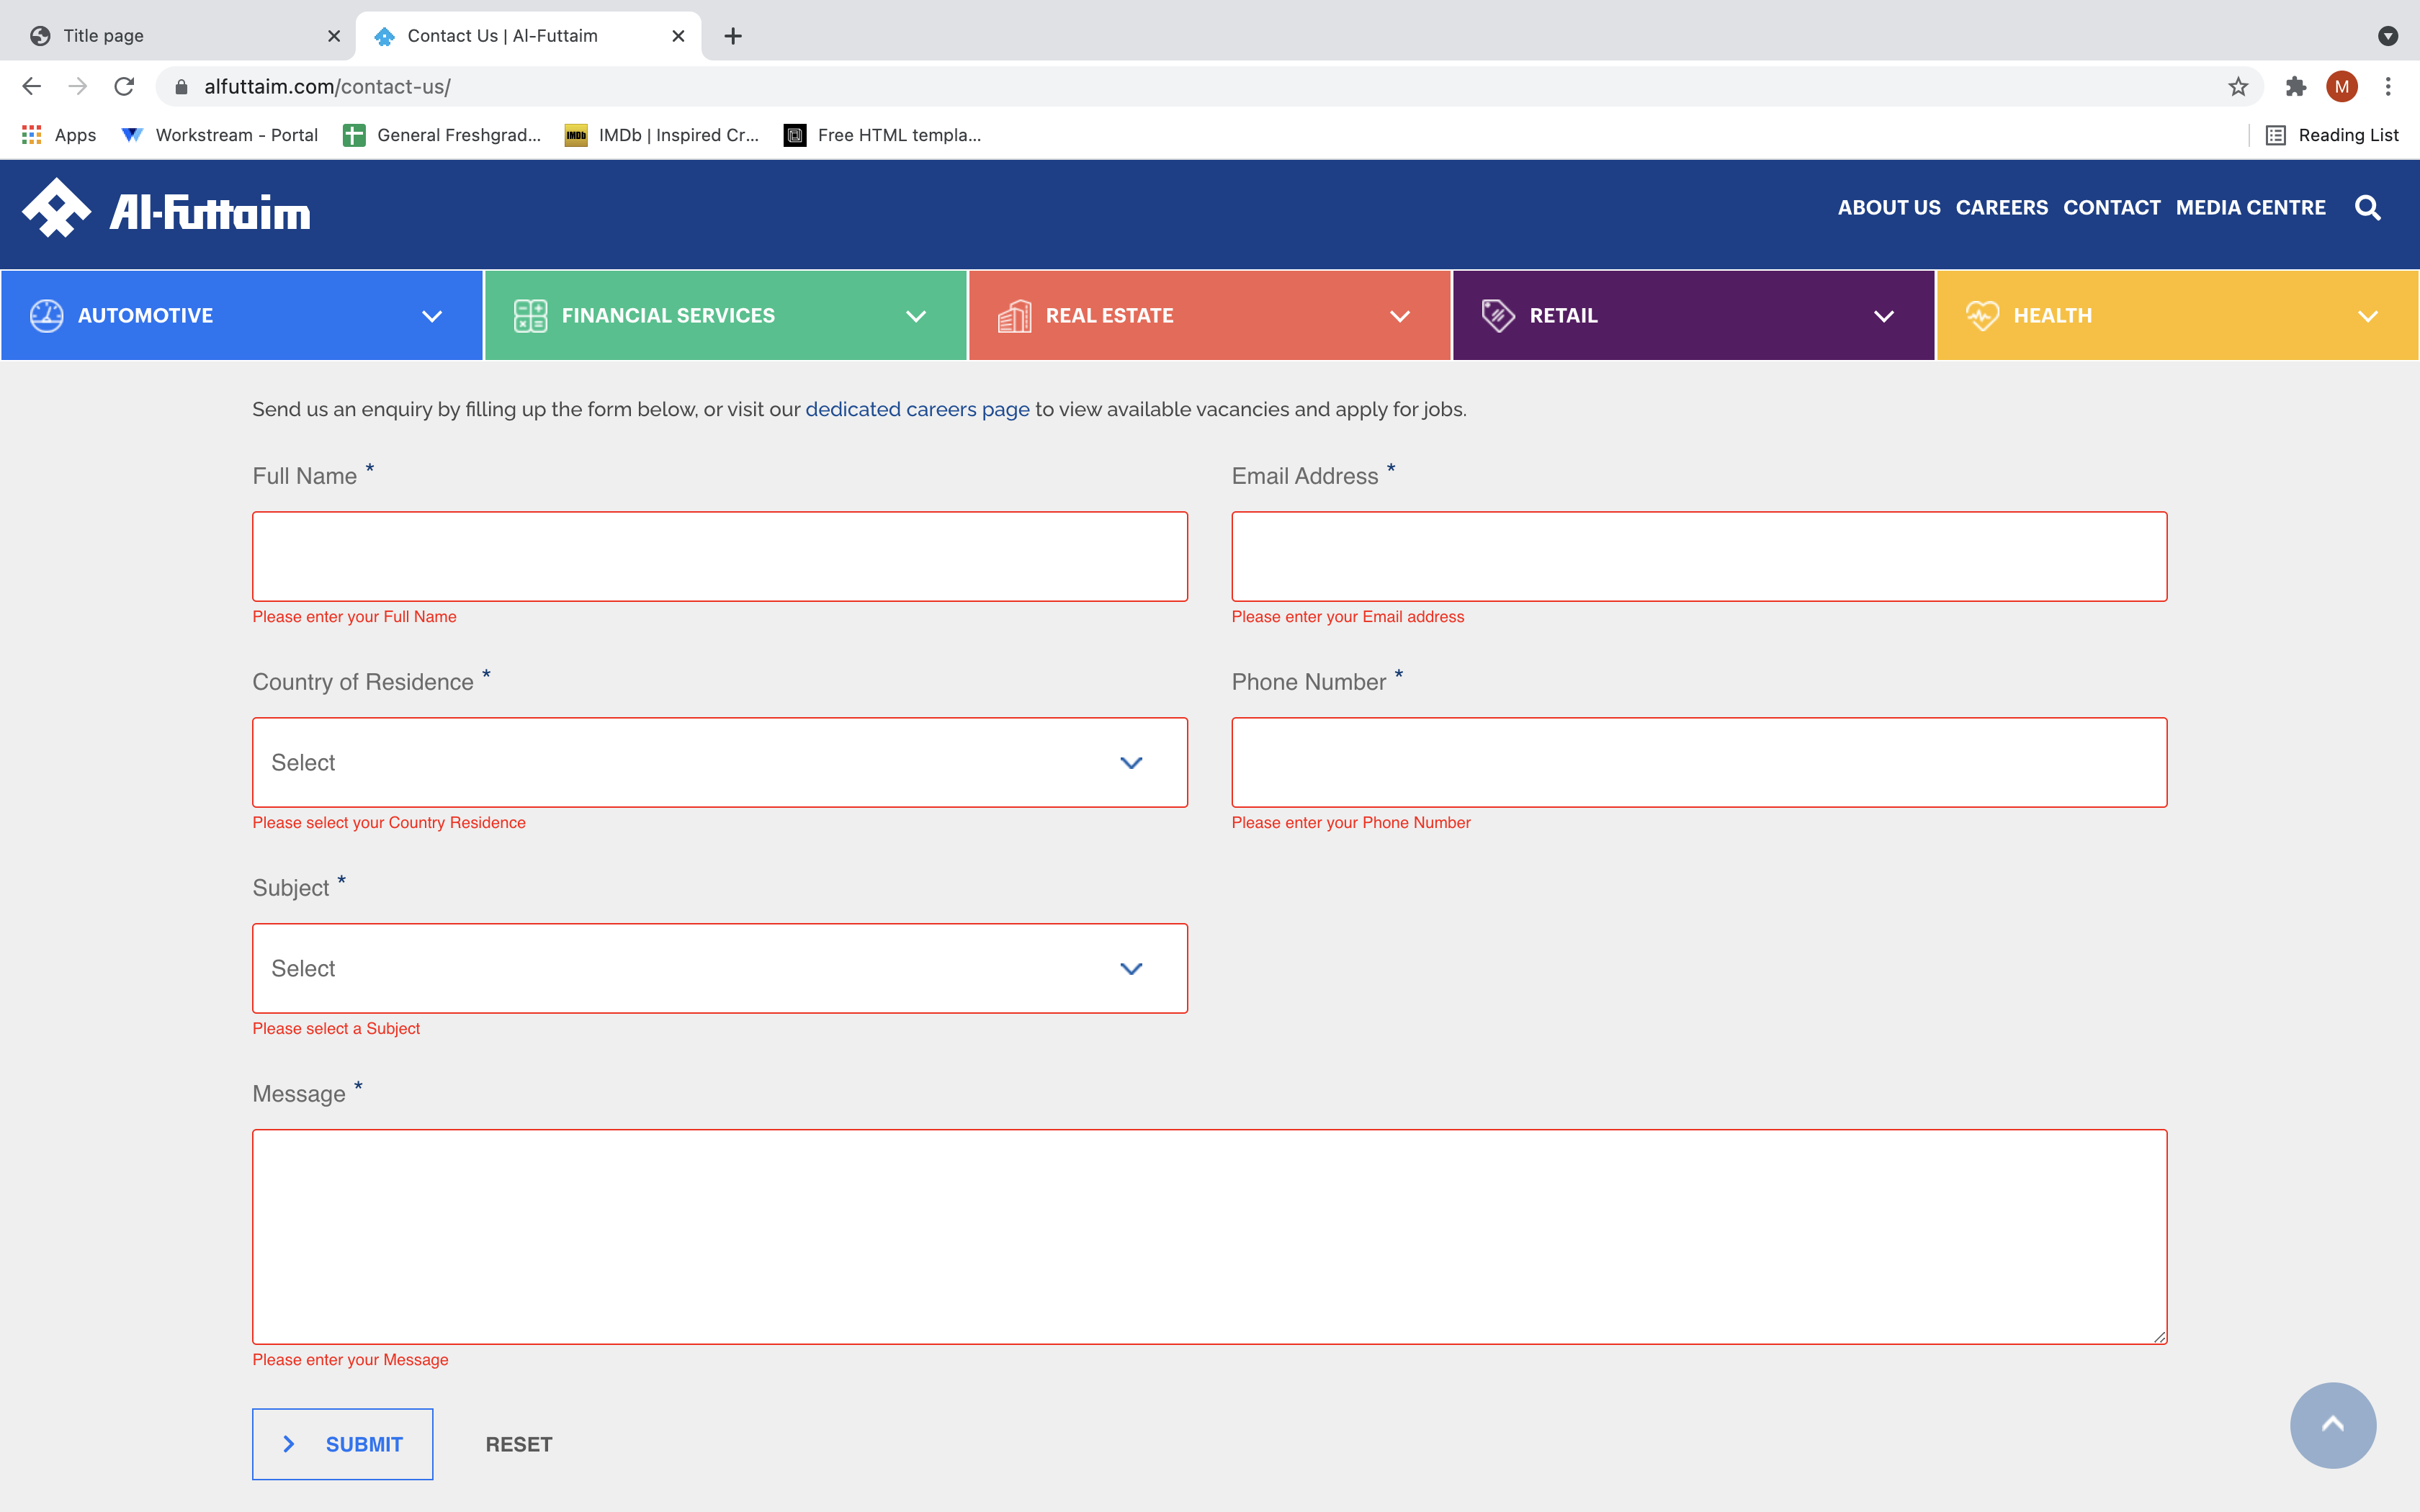 Title page
Contact Us | Al-Futtaim
alfuttaim.com/contact-us/
M
Apps
Workstream - Portal
General Freshgrad...
IMDb
IMDb | Inspired Cr...
Free HTML templa...
Reading List
Al-Futtaim
ABOUT US CAREERS CONTACT MEDIA CENTRE
AUTOMOTIVE
FINANCIAL SERVICES
REAL ESTATE
RETAIL
HEALTH
Send us an enquiry by filling up the form below, or visit our dedicated careers page to view available vacancies and apply for jobs.
Full Name *
Email Address *
Please enter your Full Name
Please enter your Email address
Country of Residence *
Phone Number *
Select
Please select your Country Residence
Please enter your Phone Number
Subject *
Select
Please select a Subject
Message *
Please enter your Message
SUBMIT
RESET